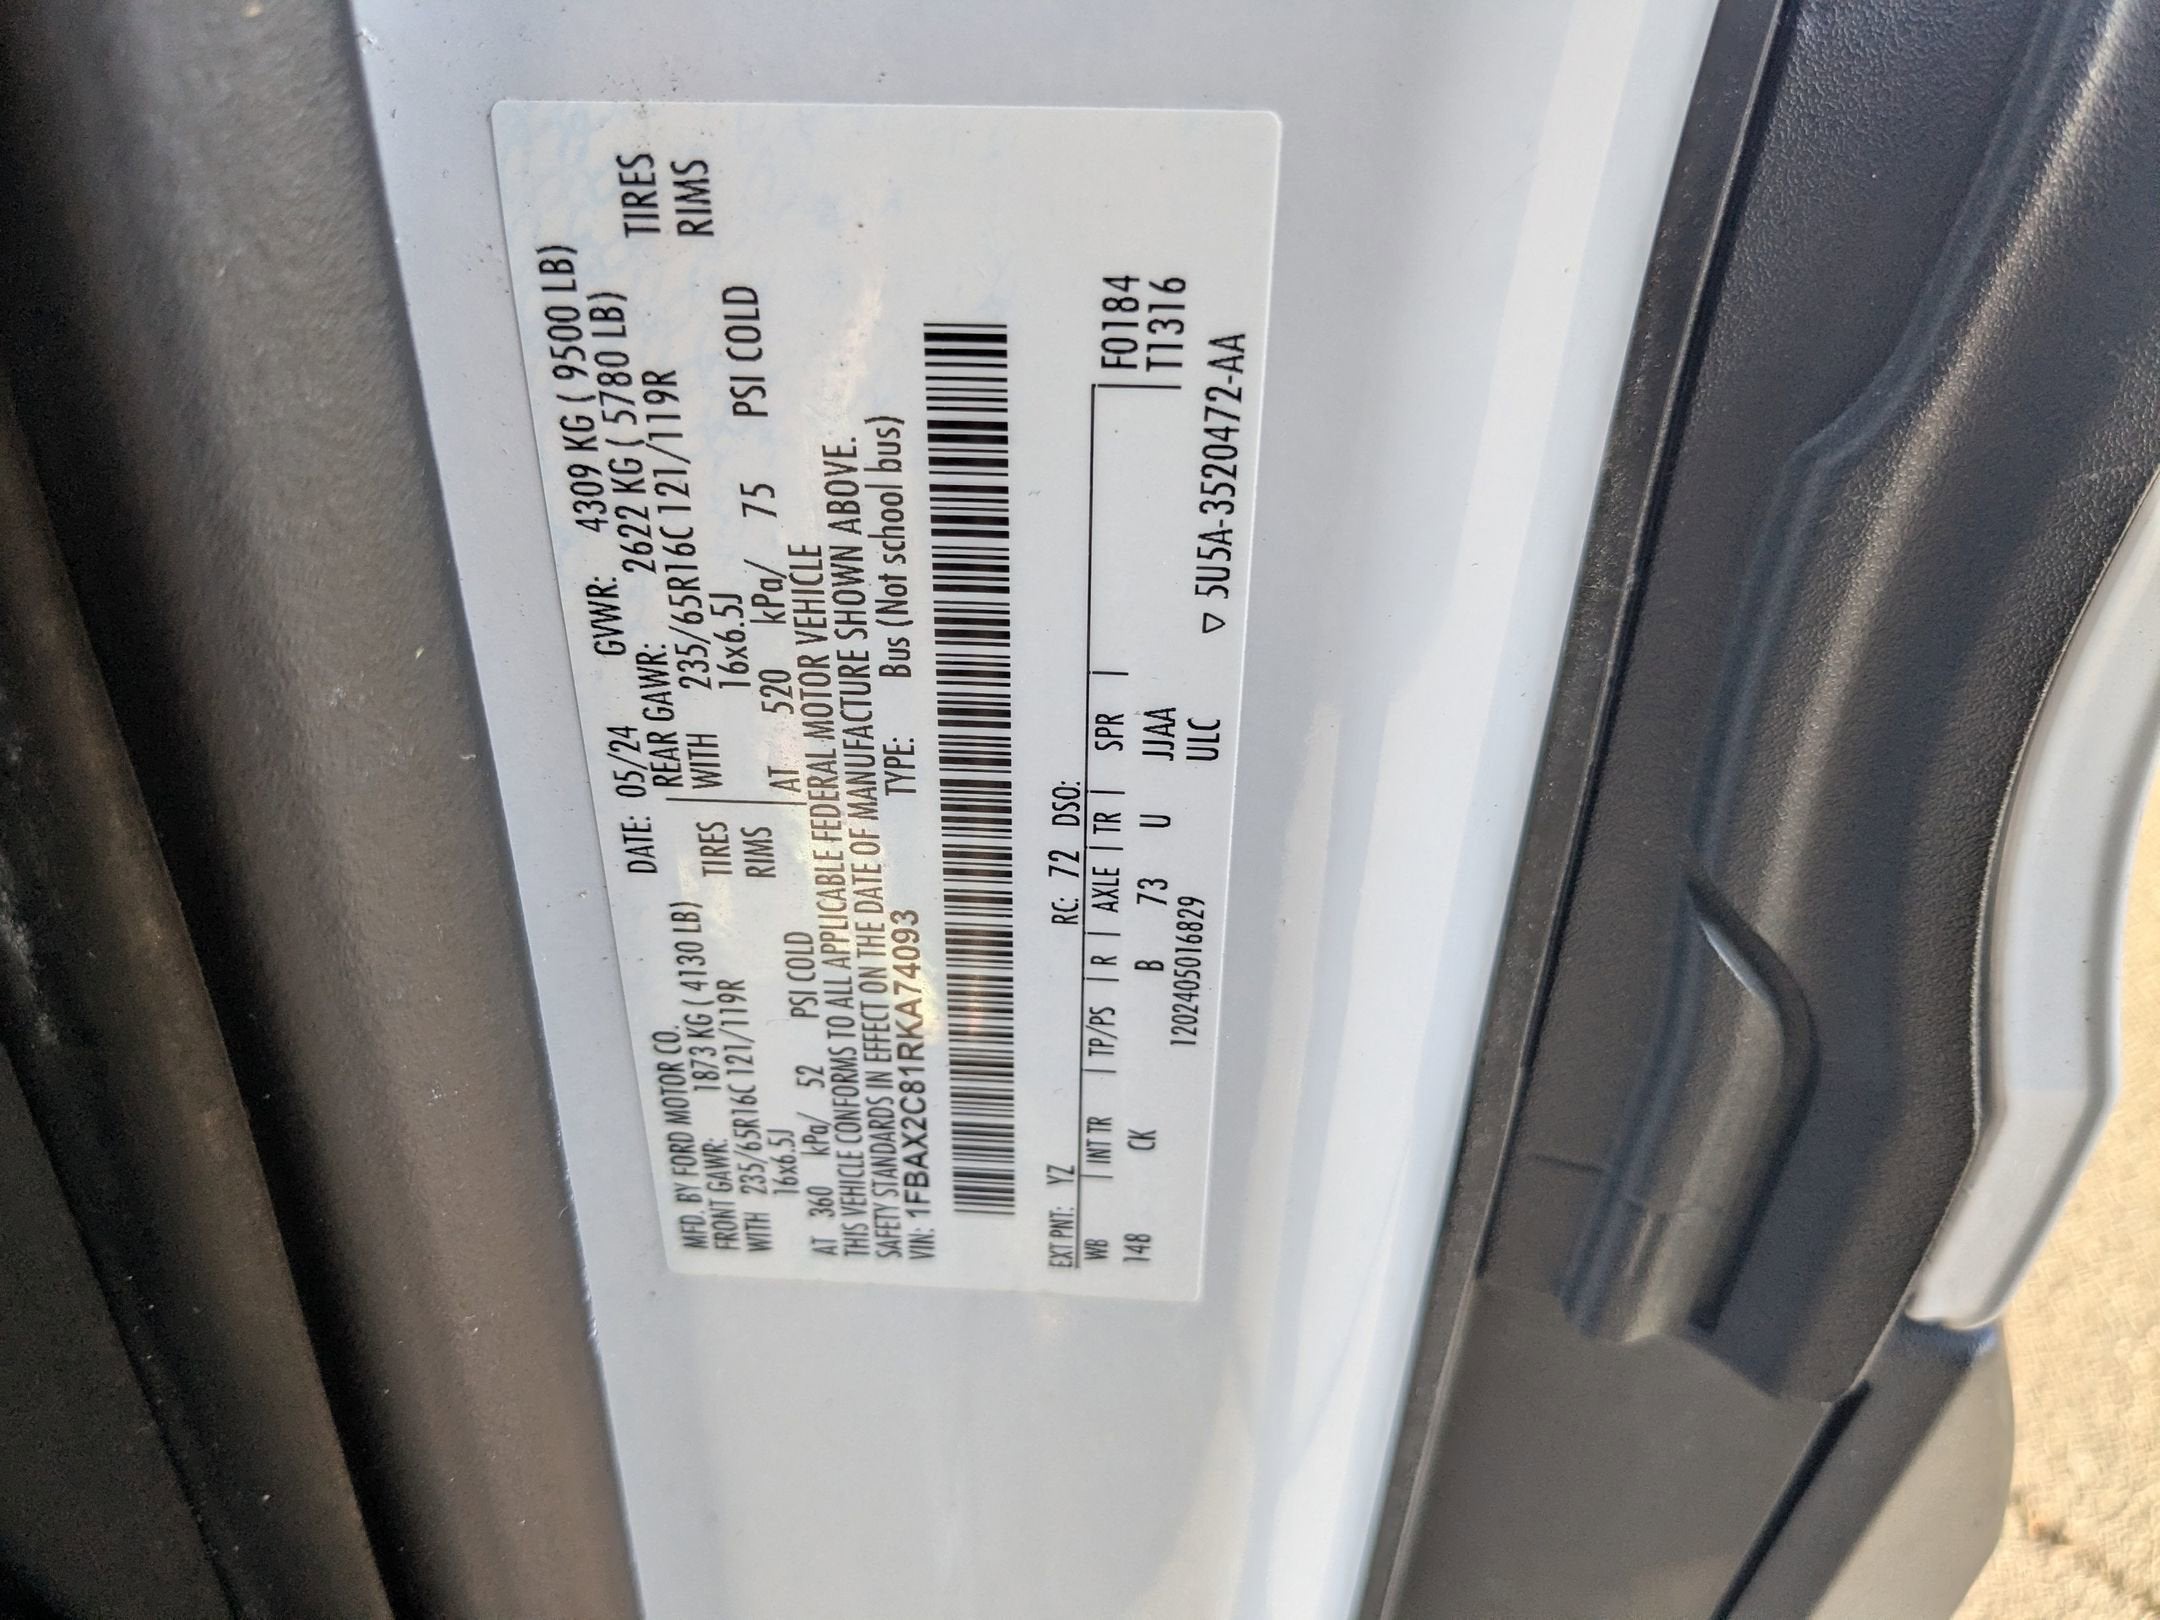 MFD. BY FORD MOTOR CO. DATE: 05/24 GVWR: 4309 KG ( 9500 LB)
FRONT GAWR: 1873 KG ( 4130 LB) REAR GAWR: 2622 KG ( 5780 LB)
WITH 235/65R16C 121/119R TIRES WITH 235/65R16C 121/119R TIRES
16x6.5J RIMS 16x6.5J RIMS
AT 360 kPa/ 52 PSI COLD AT 520 kPa/ 75 PSI COLD
THIS VEHICLE CONFORMS TO ALL APPLICABLE FEDERAL MOTOR VEHICLE
SAFETY STANDARDS IN EFFECT ON THE DATE OF MANUFACTURE SHOWN ABOVE.
VIN: 1FBAX2C81RKA74093 TYPE: Bus (Not school bus)
EXT PNT: YZ RC: 72 DSO:
WB | INT TR | TP/PS | R | AXLE | TR | SPR | F0184
148 CK B 73 U JJAA T1316
1202405016829 ULC
▽ 5U5A-3520472-AA